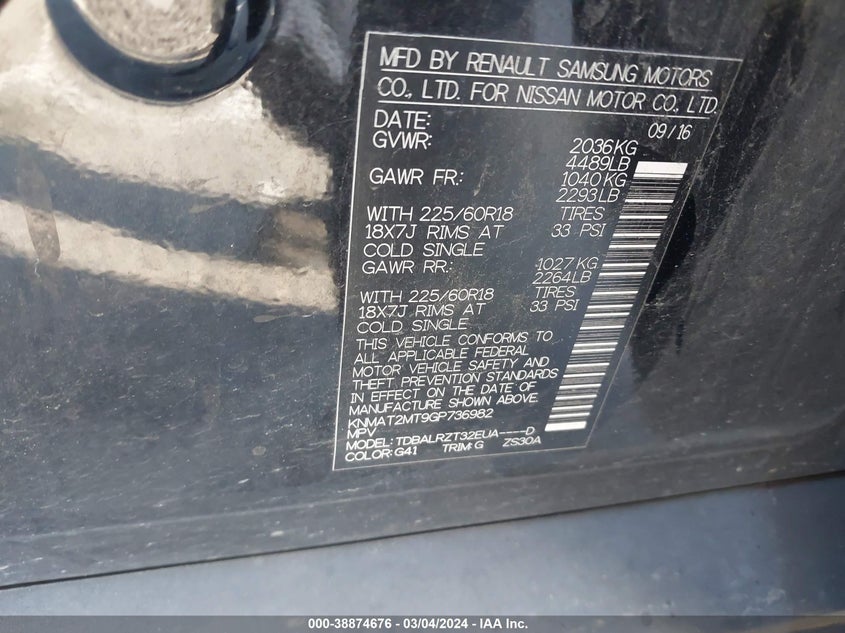 MFD BY RENAULT SAMSUNG MOTORS
CO., LTD. FOR NISSAN MOTOR CO., LTD.
DATE: 09/16
GVWR: 2036KG
4489LB
GAWR FR.: 1040KG
2293LB
WITH 225/60R18 TIRES
18X7J RIMS AT 33 PSI
COLD SINGLE
GAWR RR.: 1027KG
2264LB
WITH 225/60R18 TIRES
18X7J RIMS AT 33 PSI
COLD SINGLE
THIS VEHICLE CONFORMS TO
ALL APPLICABLE FEDERAL
MOTOR VEHICLE SAFETY AND
THEFT PREVENTION STANDARDS
IN EFFECT ON THE DATE OF
MANUFACTURE SHOWN ABOVE.
KNMAT2MT9GP736982
MPV
MODEL: TDBALRZT32EUA----D
COLOR: G41 TRIM: G ZS30A
000-38874676 - 03/04/2024 - IAA Inc.